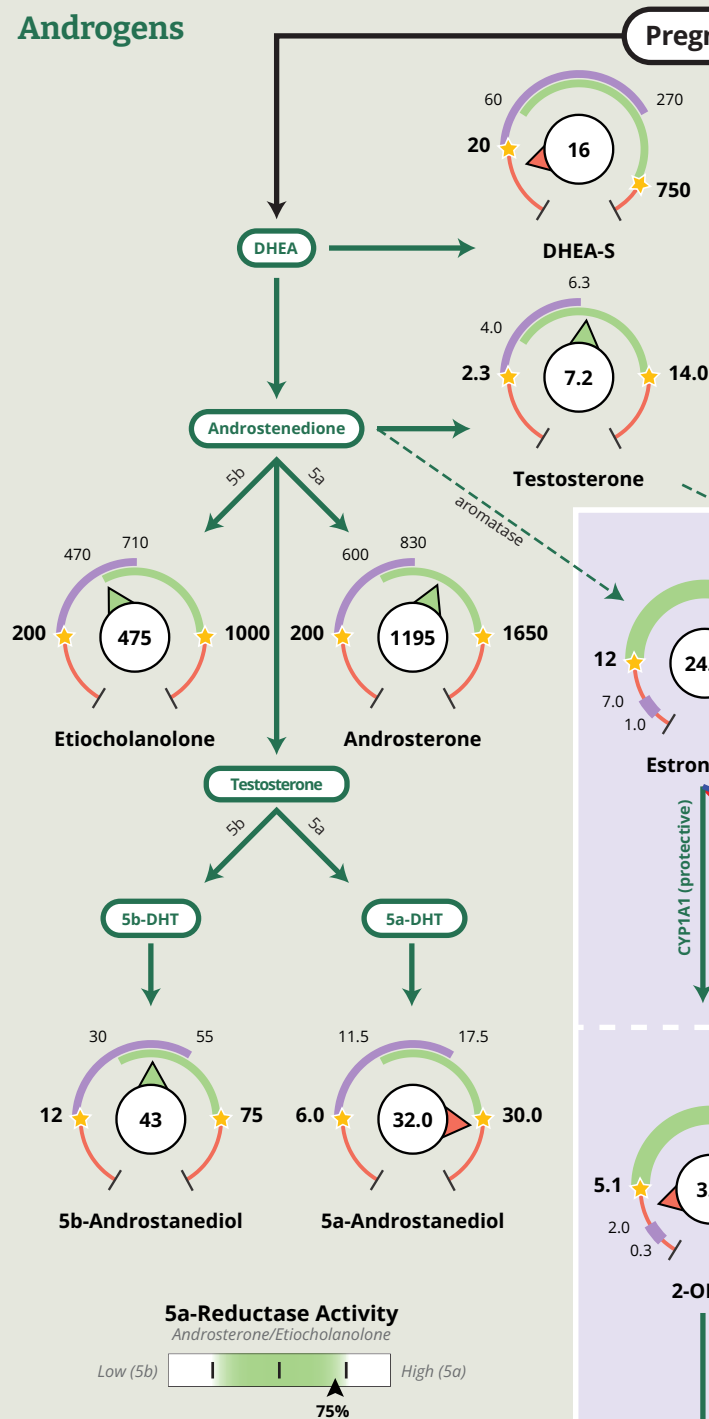 Androgens
Pregn
60
270
20
16
750
DHEA-S
DHEA
6.3
4.0
2.3
7.2
14.0
Testosterone
Androstenedione
5b
5a
aromatase
470
710
200
475
1000
Etiocholanolone
600
830
200
1195
1650
Androsterone
12
24.
7.0
1.0
Estron
CYP1A1 (protective)
Testosterone
5b
5a
5b-DHT
5a-DHT
30
55
12
43
75
5b-Androstanediol
11.5
17.5
6.0
32.0
30.0
5a-Androstanediol
5.1
3.
2.0
0.3
2-OH
5a-Reductase Activity
Androsterone/Etiocholanolone
Low (5b)
High (5a)
75%